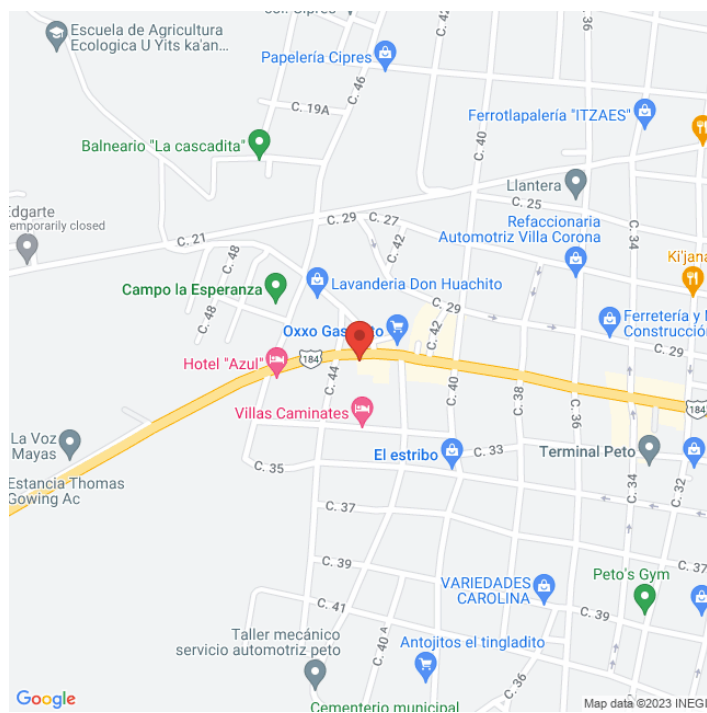 Escuela de Agricultura
Ecologica U Yits ka'an...
C. 42
C. 36
Papelería Cipres
C. 46
C. 19A
Ferrotlapalería "ITZAES"
C. 40
Balneario "La cascadita"
Llantera
C. 25
Edgarte
emporarily closed
C. 29
C. 27
Refaccionaria
Automotriz Villa Corona
C. 34
C. 21
C. 48
C. 42
Ki'jana
Campo la Esperanza
Lavanderia Don Huachito
C. 29
C. 48
Ferretería y M
Construcción
Oxxo Gas
to
C. 42
C. 29
184
Hotel "Azul"
C. 44
C. 40
C. 38
184
Villas Caminates
C. 36
La Voz
Mayas
El estribo
C. 33
Terminal Peto
C. 35
Estancia Thomas
Gowing Ac
C. 34
C. 32
C. 37
C. 39
C. 37
VARIEDADES
CAROLINA
Peto's Gym
C. 41
C. 39
Taller mecánico
servicio automotriz peto
C. 40 A
Antojitos el tingladito
C. 36
Cementerio municipal
Google
Map data ©2023 INEGI